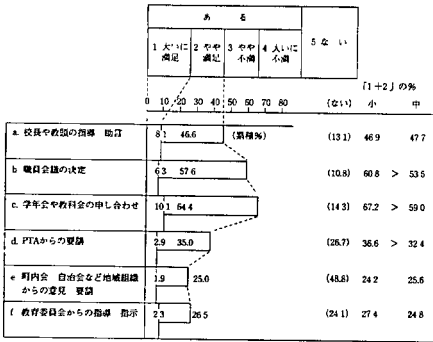 ある
1 大いに満足
2 やや満足
3 やや不満
4 大いに不満
5 ない
「1+2」の%
0 10 20 30 40 50 60 70 80
(ない) 小 中
a. 校長や教頭の指導 助言 8 1 46.6 (累積%) (13 1) 46.9 47.7
b 職員会議の決定 6 3 57.6 (10.8) 60.8 > 53.5
c. 学年会や教科会の申し合わせ 10 1 64.4 (14 3) 67.2 > 59.0
d. PTAからの要請 2.9 35.0 (26.7) 36.6 > 32.4
e 町内会 自治会など地域組織 1.9 25.0 (48.8) 24.2 25.6
からの意見 要請
f 教育委員会からの指導 指示 2 3 26.5 (24 1) 27 4 24.8